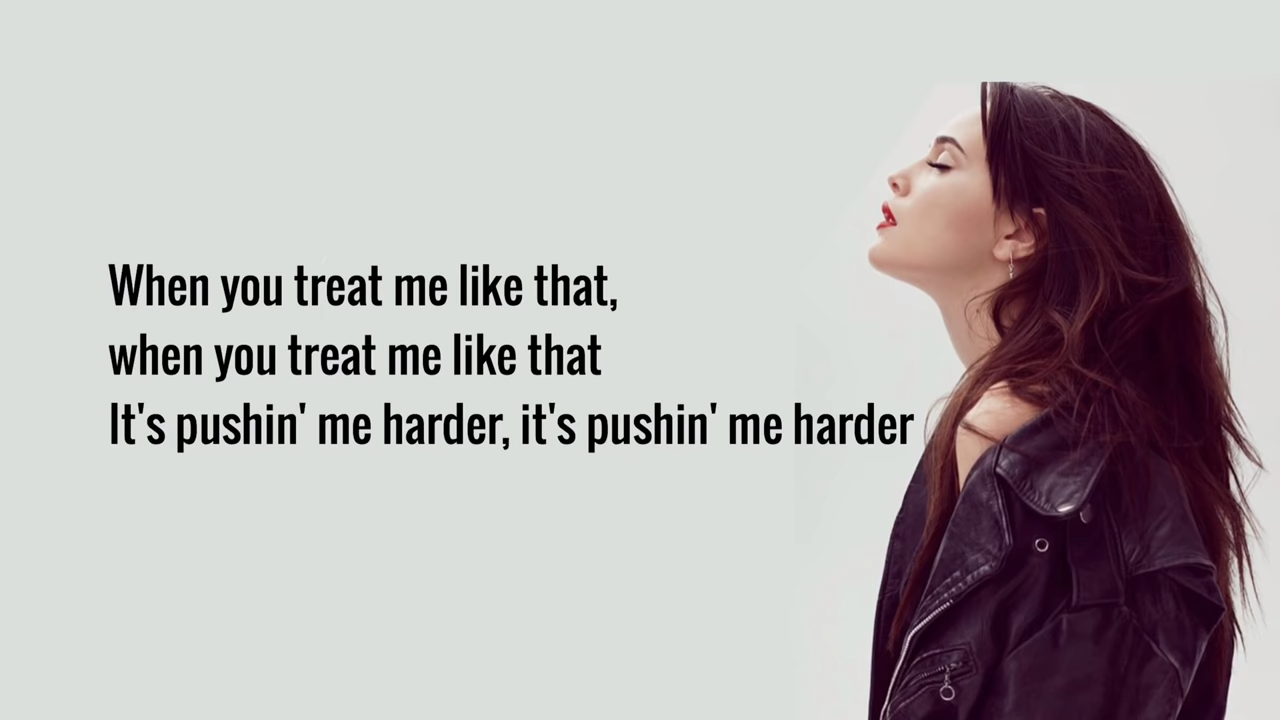 When you treat me like that,
when you treat me like that
It's pushin' me harder, it's pushin' me harder